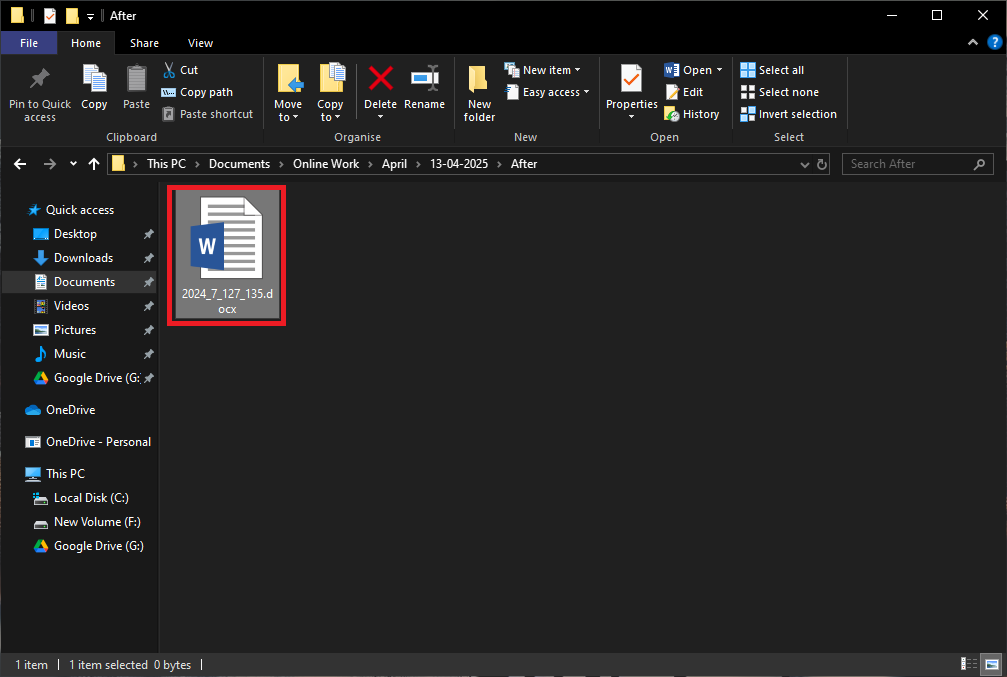 After
File Home Share View
Pin to Quick access
Copy
Paste
Cut
Copy path
Paste shortcut
Move to
Copy to
Delete
Rename
New folder
New item
Easy access
Properties
Open
Edit
History
Select all
Select none
Invert selection
Clipboard Organise New Open Select
This PC Documents Online Work April 13-04-2025 After
Search After
Quick access
Desktop
Downloads
Documents
Videos
Pictures
Music
Google Drive (G:
OneDrive
OneDrive - Personal
This PC
Local Disk (C:)
New Volume (F:)
Google Drive (G:)
W
2024_7_127_135.d
ocx
1 item 1 item selected 0 bytes